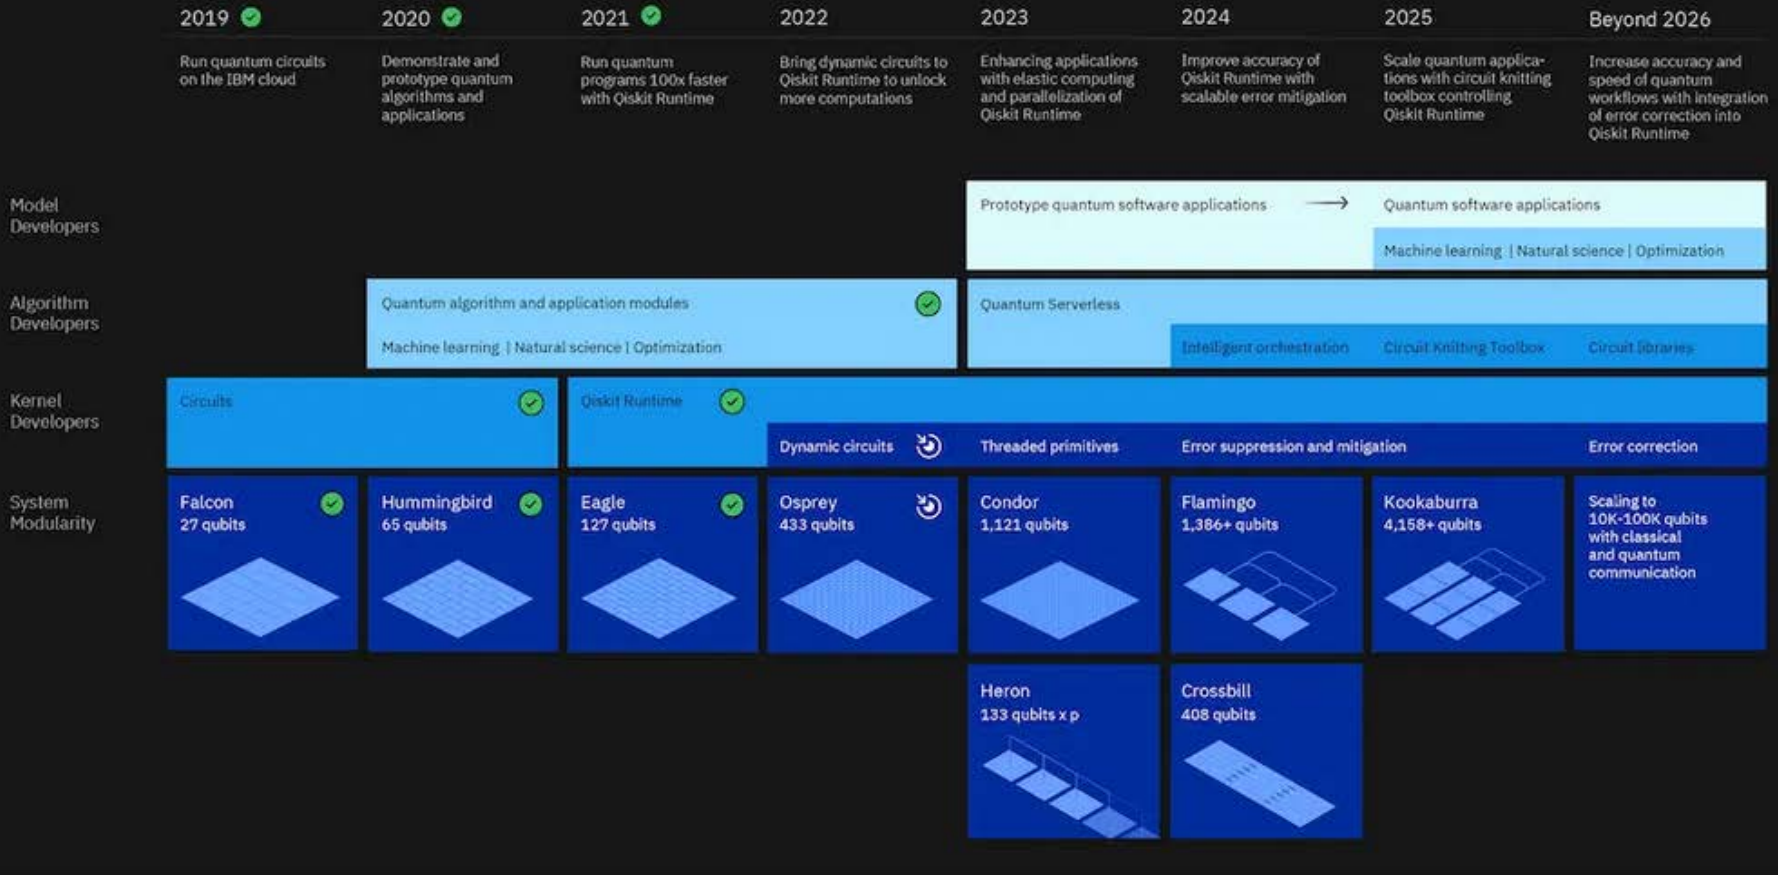 2019
2020
2021
2022
2023
2024
2025
Beyond 2026
Run quantum circuits
on the IBM cloud
Demonstrate and
prototype quantum
algorithms and
applications
Run quantum
programs 100x faster
with Qiskit Runtime
Bring dynamic circuits to
Qiskit Runtime to unlock
more computations
Enhancing applications
with elastic computing
and parallelization of
Qiskit Runtime
Improve accuracy of
Qiskit Runtime with
scalable error mitigation
Scale quantum applica-
tions with circuit knitting
toolbox controlling
Qiskit Runtime
Increase accuracy and
speed of quantum
workflows with integration
of error correction into
Qiskit Runtime
Model
Developers
Prototype quantum software applications →
Quantum software applications
Machine learning | Natural science | Optimization
Algorithm
Developers
Quantum algorithm and application modules
Machine learning | Natural science | Optimization
Quantum Serverless
Intelligent orchestration
Circuit Knitting Toolbox
Circuit libraries
Kernel
Developers
Circuits
Qiskit Runtime
Dynamic circuits
Threaded primitives
Error suppression and mitigation
Error correction
System
Modularity
Falcon
27 qubits
Hummingbird
65 qubits
Eagle
127 qubits
Osprey
433 qubits
Condor
1,121 qubits
Flamingo
1,386+ qubits
Kookaburra
4,158+ qubits
Scaling to
10K-100K qubits
with classical
and quantum
communication
Heron
133 qubits x p
Crossbill
408 qubits